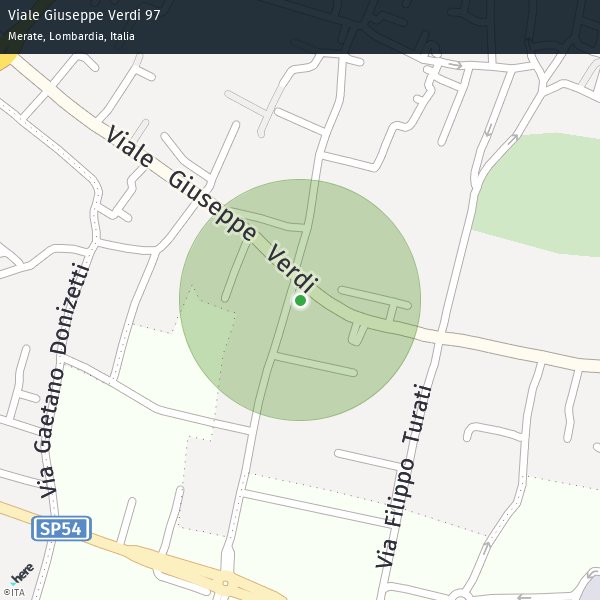 Viale Giuseppe Verdi 97
Merate, Lombardia, Italia
Viale Giuseppe Verdi
Via Gaetano Donizetti
Via Filippo Turati
SP54
here
©ITA